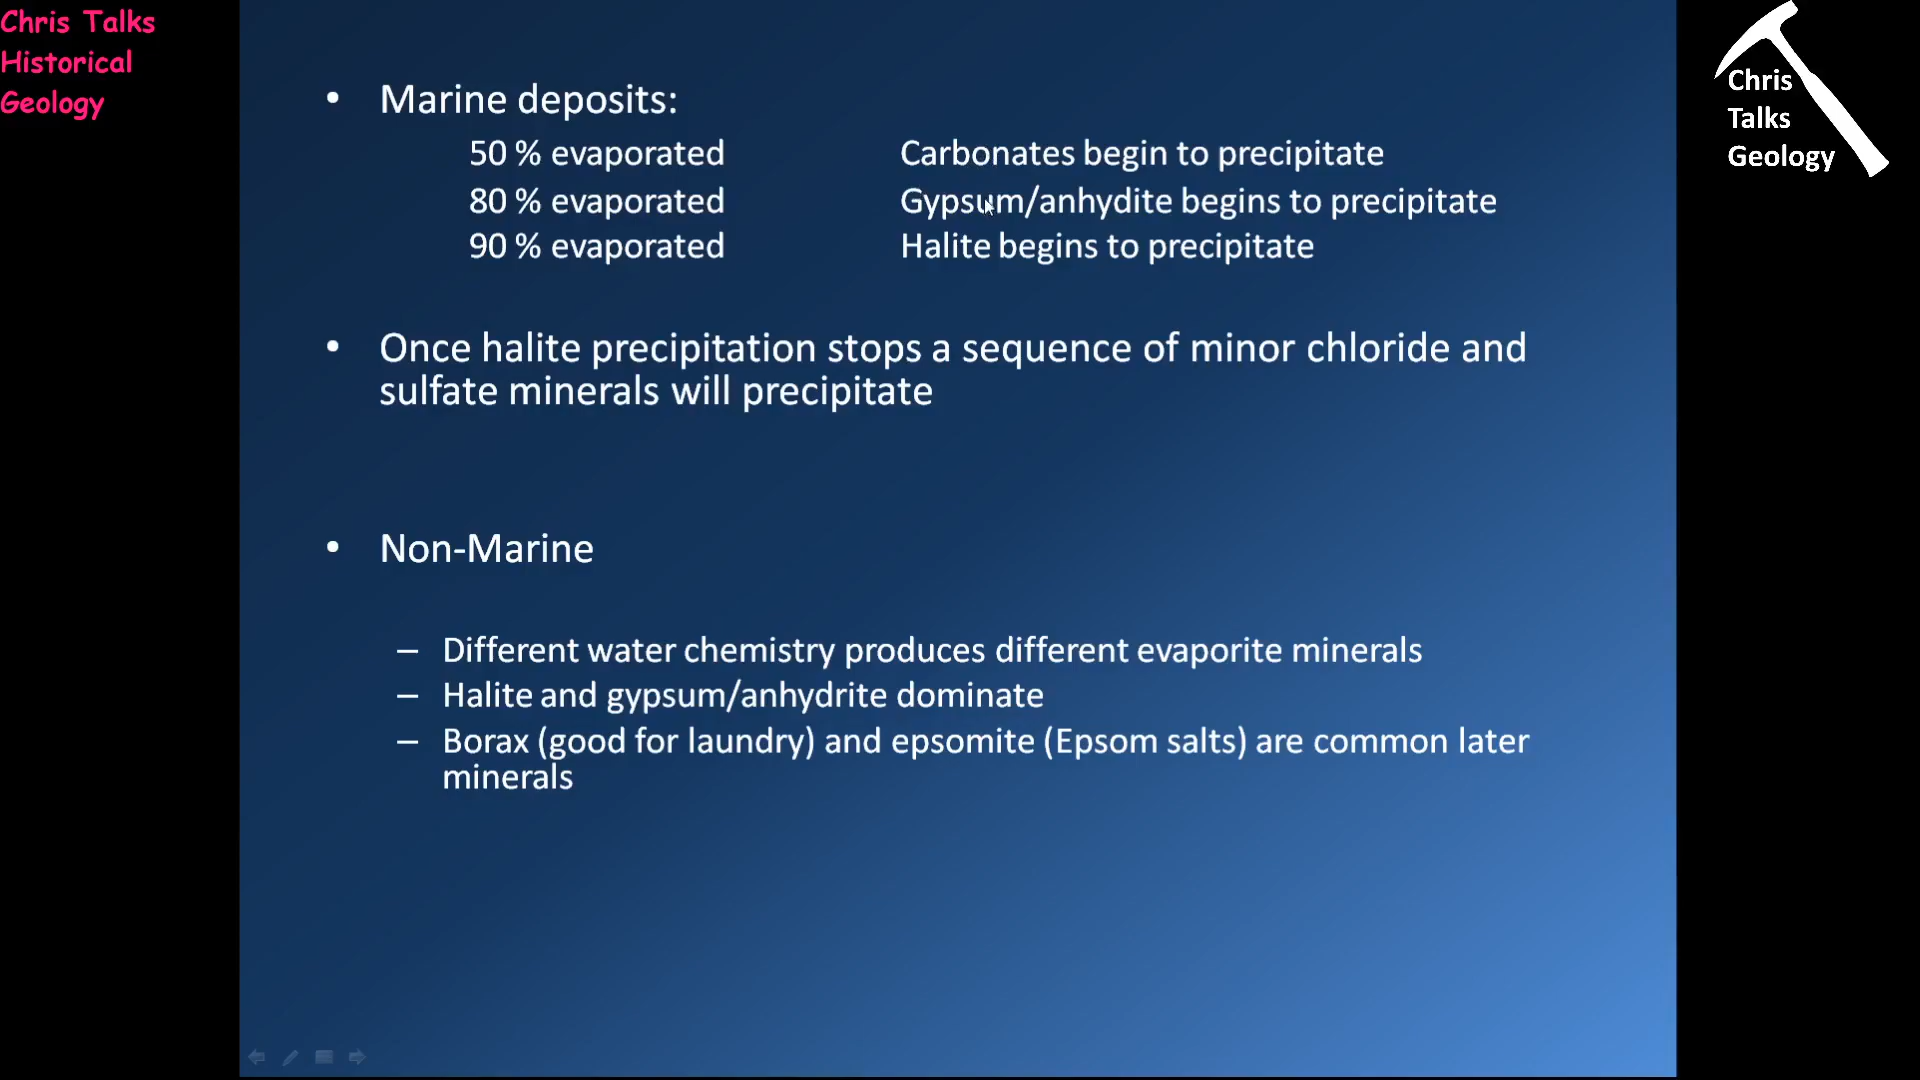 Chris Talks
Historical
Geology
Chris
Talks
Geology
• Marine deposits:
50 % evaporated Carbonates begin to precipitate
80 % evaporated Gypsum/anhydite begins to precipitate
90 % evaporated Halite begins to precipitate
• Once halite precipitation stops a sequence of minor chloride and
sulfate minerals will precipitate
• Non-Marine
– Different water chemistry produces different evaporite minerals
– Halite and gypsum/anhydrite dominate
– Borax (good for laundry) and epsomite (Epsom salts) are common later
minerals